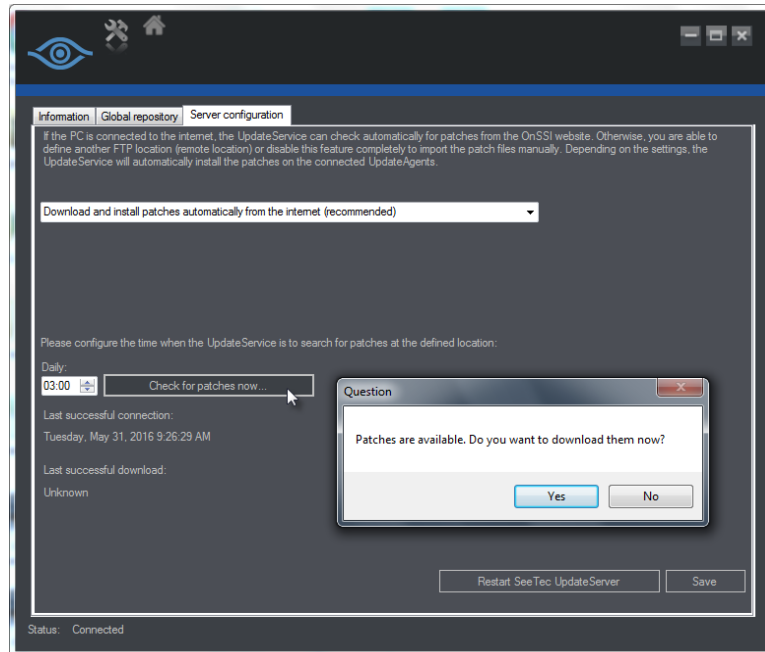 Information Global repository Server configuration
If the PC is connected to the internet, the UpdateService can check automatically for patches from the OnSSI website. Otherwise, you are able to
define another FTP location (remote location) or disable this feature completely to import the patch files manually. Depending on the settings, the
UpdateService will automatically install the patches on the connected UpdateAgents.
Download and install patches automatically from the internet (recommended)
Please configure the time when the UpdateService is to search for patches at the defined location:
Daily:
03:00 Check for patches now...
Last successful connection:
Tuesday, May 31, 2016 9:26:29 AM
Last successful download:
Unknown
Question
Patches are available. Do you want to download them now?
Yes No
Restart SeeTec UpdateServer Save
Status: Connected